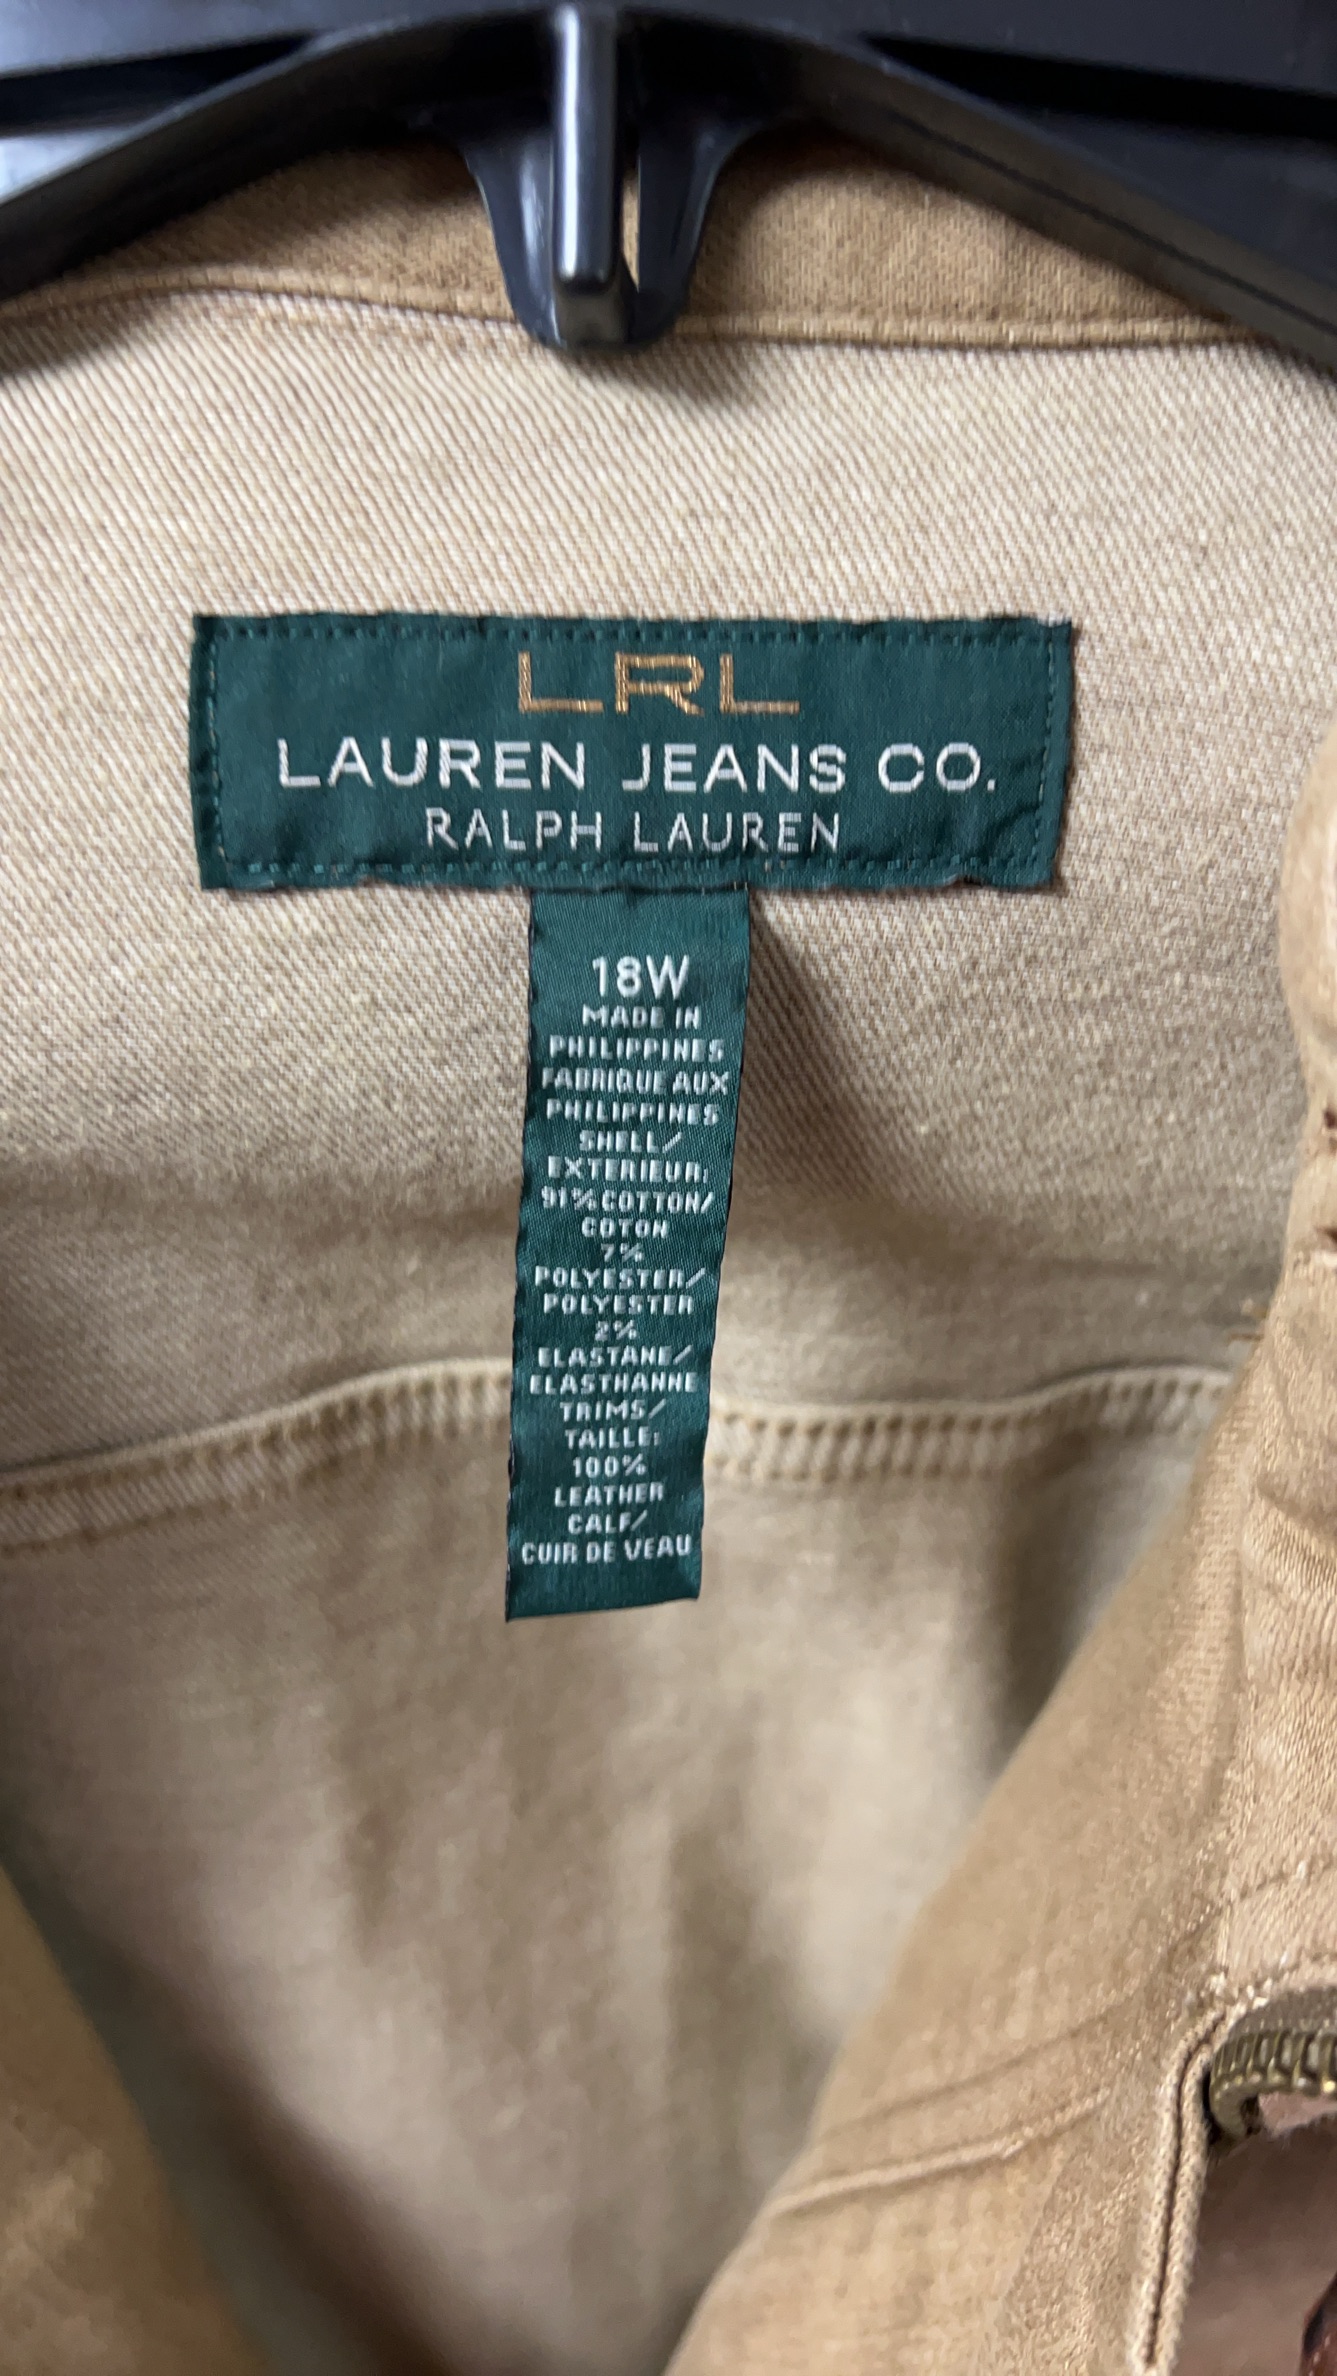 LRL
LAUREN JEANS CO.
RALPH LAUREN
18W
MADE IN
PHILIPPINES
FABRIQUE AUX
PHILIPPINES
SHELL/
EXTERIEUR:
91% COTTON/
COTON
7%
POLYESTER/
POLYESTER
2%
ELASTANE/
ELASTHANNE
TRIMS/
TAILLE:
100%
LEATHER
CALF/
CUIR DE VEAU